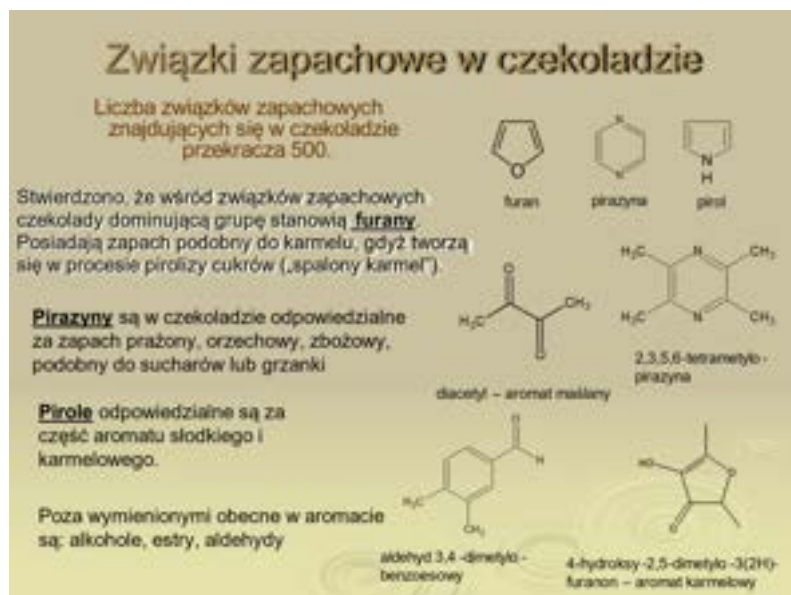 Związki zapachowe w czekoladzie
Liczba związków zapachowych
znajdujących się w czekoladzie
przekracza 500.
Stwierdzono, że wśród związków zapachowych
czekolady dominującą grupę stanowią furany
Posiadają zapach podobny do karmelu, gdyż tworzą
się w procesie pirolizy cukrów („spalony karmel”).
Pirazyny są w czekoladzie odpowiedzialne
za zapach prażony, orzechowy, zbożowy,
podobny do sucharów lub grzanki
Pirole odpowiedzialne są za
część aromatu słodkiego i
karmelowego.
Poza wymienionymi obecne w aromacie
są: alkohole, estry, aldehydy
O
N
N
N
H
furan
pirazyna
pirol
O
H₃C
CH₃
O
diacetyl – aromat maślany
H₃C
N
CH₃
H₃C
N
CH₃
2,3,5,6-tetrametylo-
pirazyna
O
H
H₃C
CH₃
aldehyd 3,4 -dimetylo -
benzoesowy
HO
O
O
4-hydroksy -2,5-dimetylo -3(2H)-
furanon – aromat karmelowy